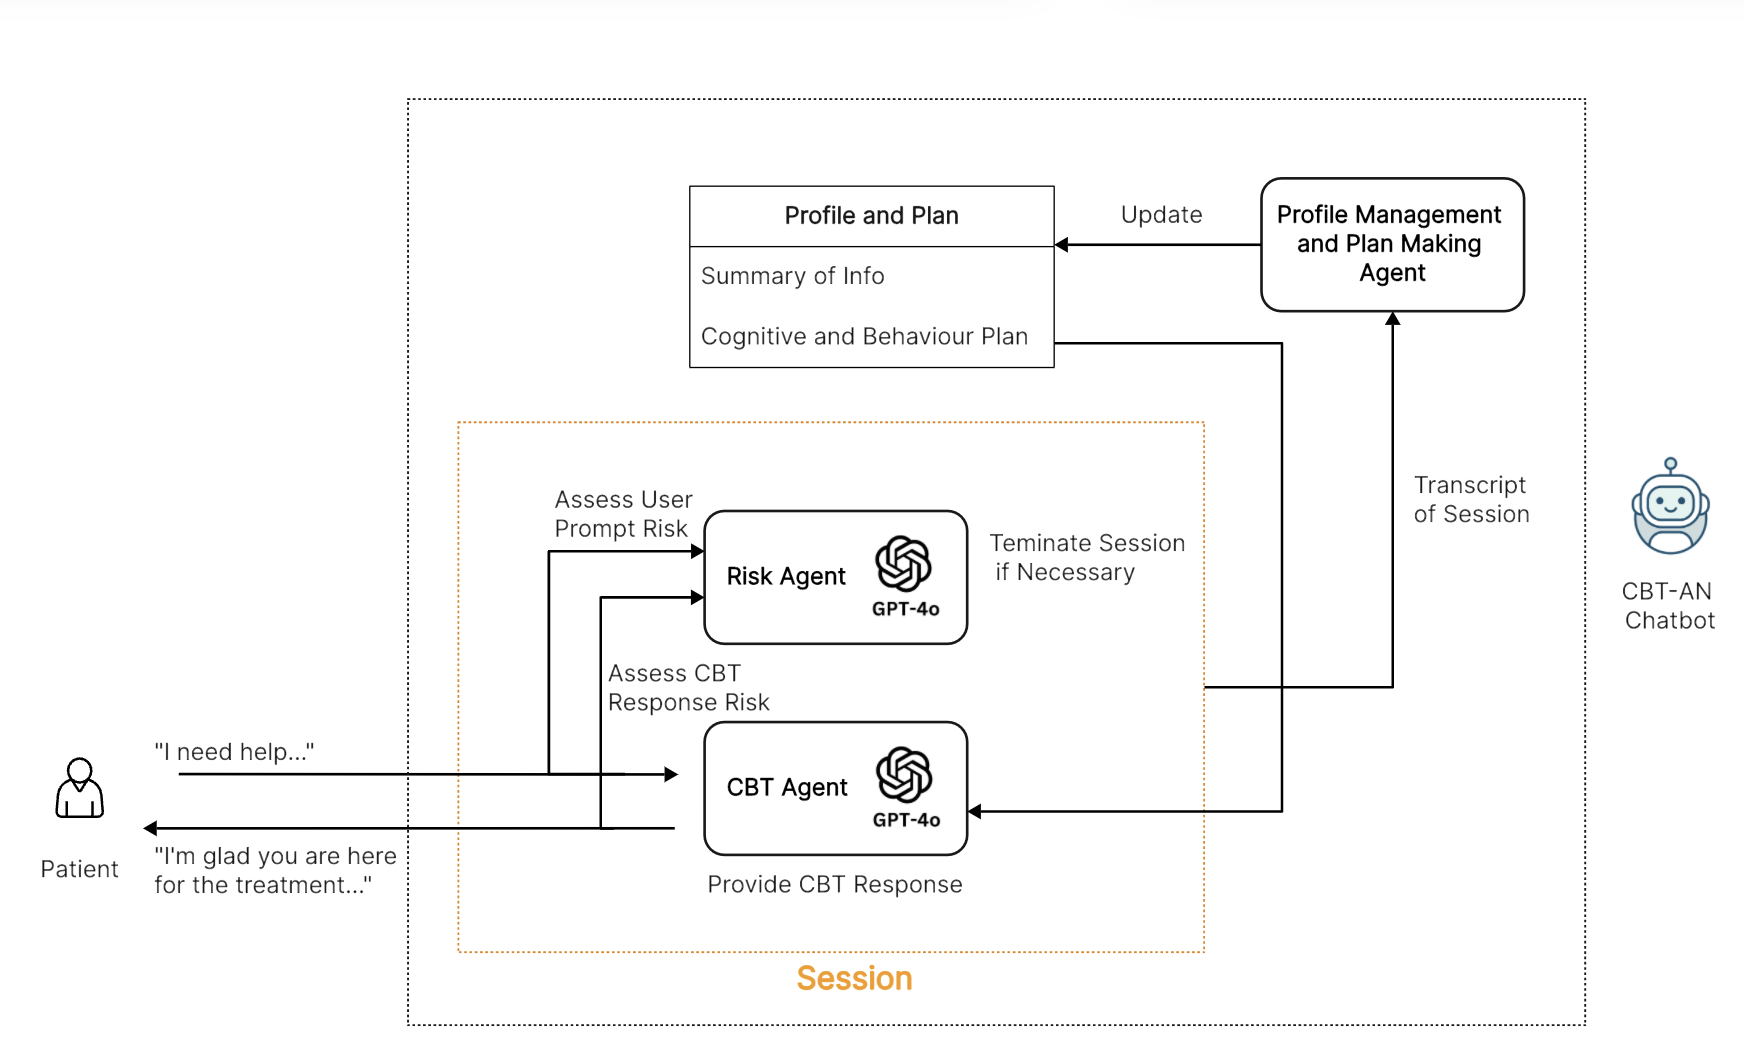 Profile and Plan
Summary of Info
Cognitive and Behaviour Plan
Update
Profile Management
and Plan Making
Agent
Transcript
of Session
Assess User
Prompt Risk
Risk Agent
GPT-4o
Teminate Session
if Necessary
Assess CBT
Response Risk
CBT Agent
GPT-4o
Provide CBT Response
"I need help..."
"I'm glad you are here
for the treatment..."
Patient
Session
CBT-AN
Chatbot